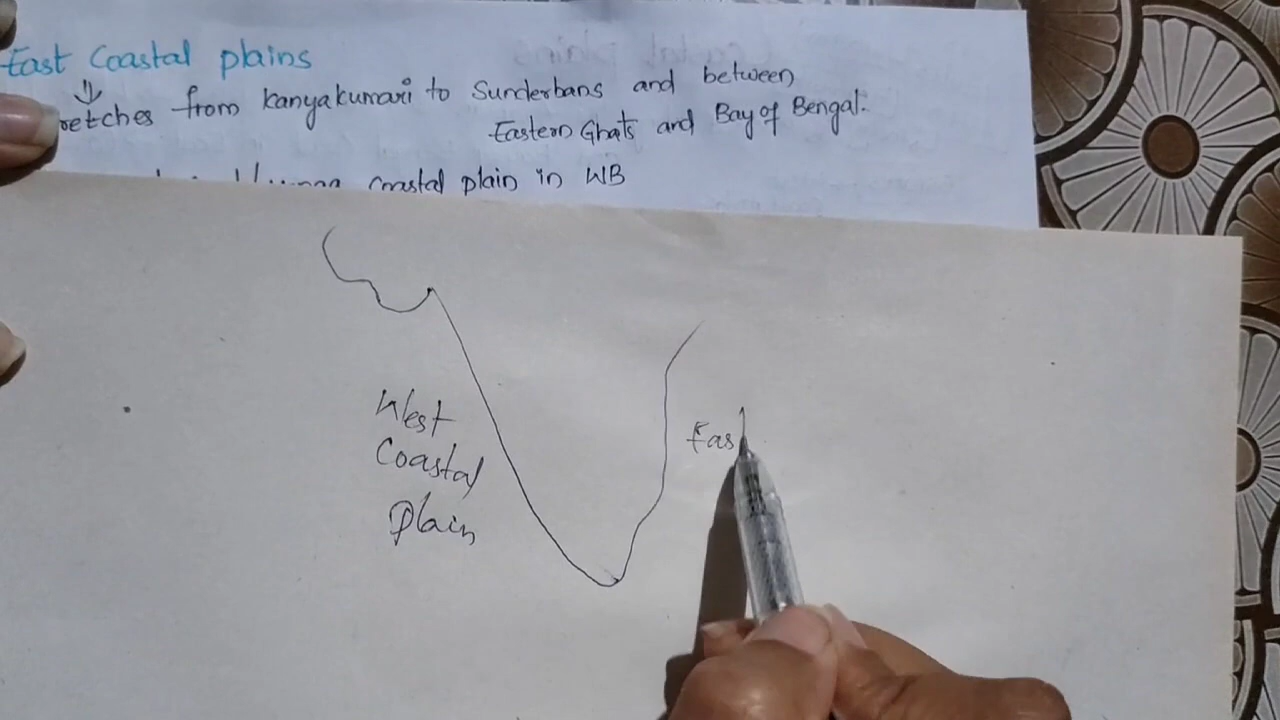 East Coastal plains
retches from Kanyakumari to Sunderbans and between
Eastern Ghats and Bay of Bengal.
coastal plain in WB
West
Coastal
Plain
Eas